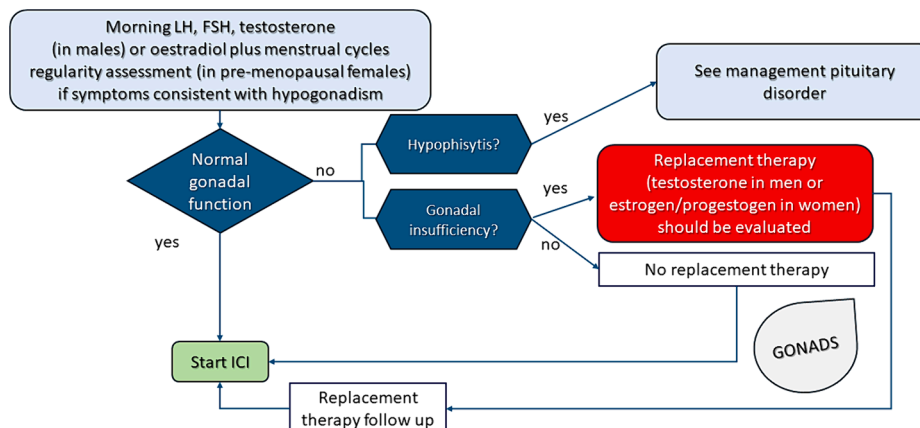 Morning LH, FSH, testosterone
(in males) or oestradiol plus menstrual cycles
regularity assessment (in pre-menopausal females)
if symptoms consistent with hypogonadism
See management pituitary
disorder
yes
Hypophisytis?
Normal
gonadal
function
no
Replacement therapy
(testosterone in men or
estrogen/progestogen in women)
should be evaluated
yes
Gonadal
insufficiency?
yes
no
No replacement therapy
GONADS
Start ICI
Replacement
therapy follow up